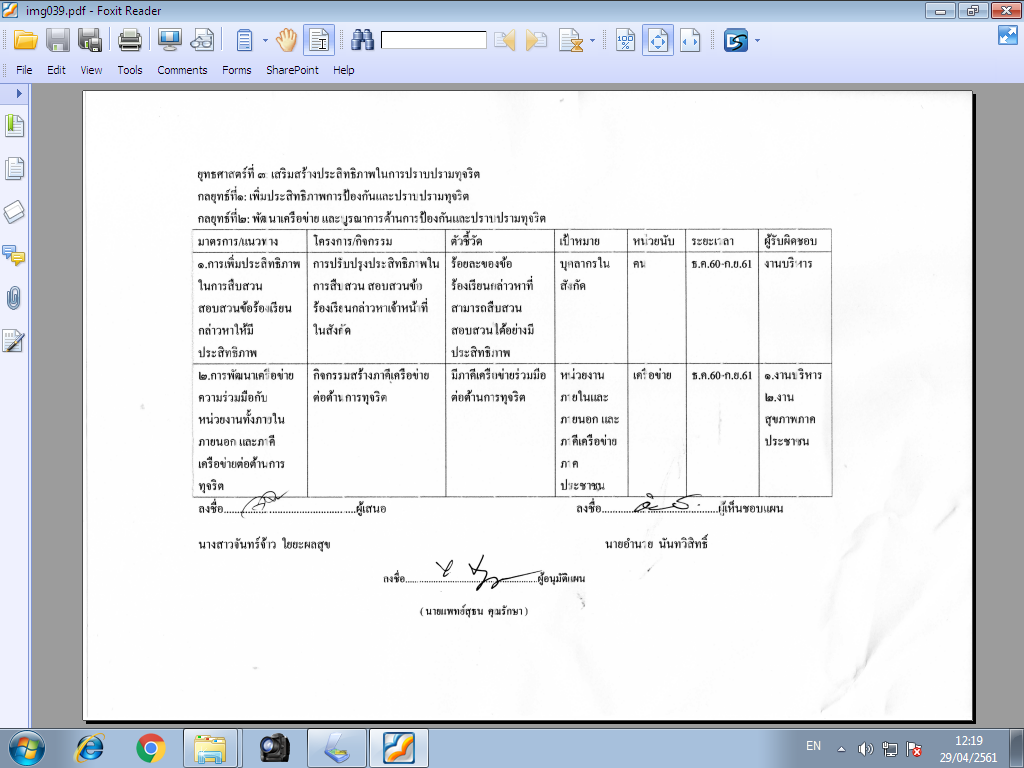 img039.pdf - Foxit Reader
File Edit View Tools Comments Forms SharePoint Help
ยุทธศาสตร์ที่ ๓ เสริมสร้างประสิทธิภาพในการปราบปรามทุจริต
กลยุทธ์ที่๑: เพิ่มประสิทธิภาพการป้องกันและปราบปรามทุจริต
กลยุทธ์ที่๒: พัฒนาเครือข่าย และบูรณาการด้านการป้องกันและปราบปรามทุจริต
มาตรการ/แนวทาง โครงการ/กิจกรรม ตัวชี้วัด เป้าหมาย หน่วยนับ ระยะเวลา ผู้รับผิดชอบ
๑.การเพิ่มประสิทธิภาพ การปรับปรุงประสิทธิภาพใน ร้อยละของข้อ บุคลากรใน คน ธ.ค.60-ก.ย.61 งานบริหาร
ในการสืบสวน การสืบสวน สอบสวนข้อ ร้องเรียนกล่าวหาที่ สังกัด
สอบสวนข้อร้องเรียน ร้องเรียนกล่าวหาเจ้าหน้าที่ สามารถสืบสวน
กล่าวหาให้มี ในสังกัด สอบสวนได้อย่างมี
ประสิทธิภาพ ประสิทธิภาพ
๒.การพัฒนาเครือข่าย กิจกรรมสร้างภาคีเครือข่าย มีภาคีเครือข่ายร่วมมือ หน่วยงาน เครือข่าย ธ.ค.60-ก.ย.61 ๑.งานบริหาร
ความร่วมมือกับ ต่อต้านการทุจริต ต่อต้านการทุจริต ภายในและ ๒.งาน
หน่วยงานทั้งภายใน ภายนอก และ สุขภาพภาค
ภายนอก และภาคี ภาคีเครือข่าย ประชาชน
เครือข่ายต่อต้านการ ภาค
ทุจริต ประชาชน
ลงชื่อ............................................ผู้เสนอ ลงชื่อ......................................ผู้เห็นชอบแผน
นางสาวจันทร์จ้าว ใยยะผลสุข นายอำนาย นันทวิสิทธิ์
ลงชื่อ............................................ผู้อนุมัติแผน
(นายแพทย์สุธน คุณรักษา)
EN
12:19
29/04/2561